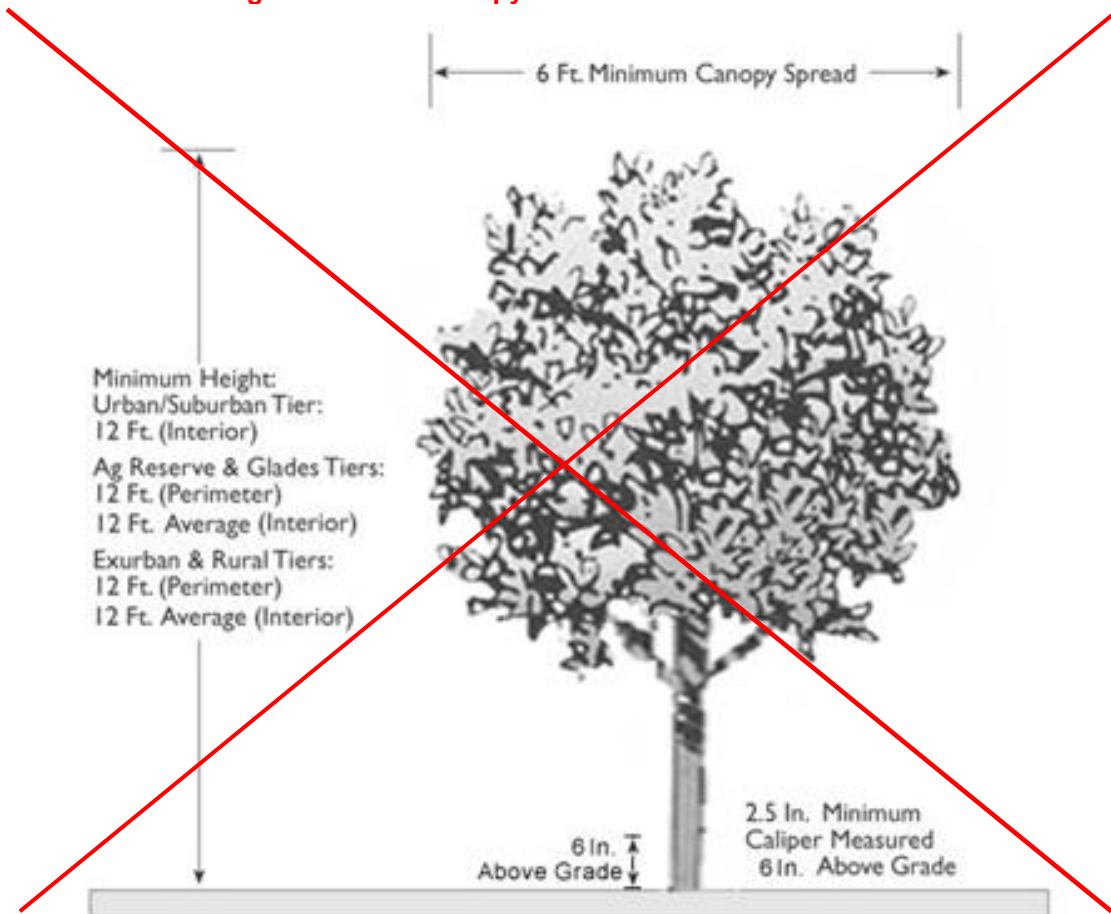 6 Ft. Minimum Canopy Spread
Minimum Height:
Urban/Suburban Tier:
12 Ft. (Interior)
Ag Reserve & Glades Tiers:
12 Ft. (Perimeter)
12 Ft. Average (Interior)
Exurban & Rural Tiers:
12 Ft. (Perimeter)
12 Ft. Average (Interior)
6 In.
Above Grade
2.5 In. Minimum
Caliper Measured
6 In. Above Grade